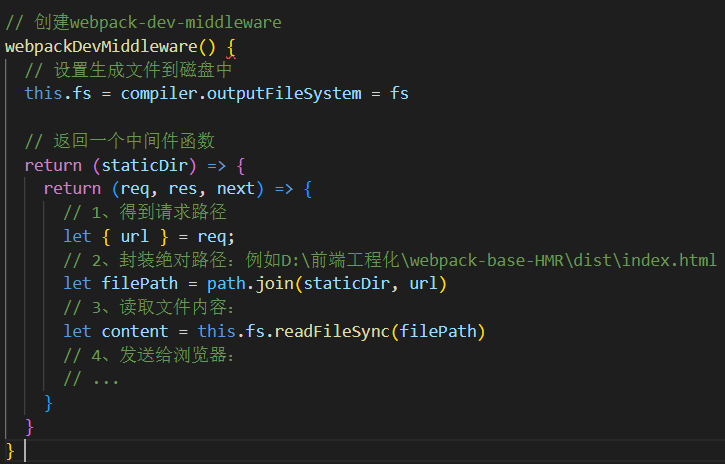 // 创建webpack-dev-middleware
webpackDevMiddleware() {
  // 设置生成文件到磁盘中
  this.fs = compiler.outputFileSystem = fs

  // 返回一个中间件函数
  return (staticDir) => {
    return (req, res, next) => {
      // 1、得到请求路径
      let { url } = req;
      // 2、封装绝对路径：例如D:\前端工程化\webpack-base-HMR\dist\index.html
      let filePath = path.join(staticDir, url)
      // 3、读取文件内容：
      let content = this.fs.readFileSync(filePath)
      // 4、发送给浏览器：
      // ...
    }
  }
}